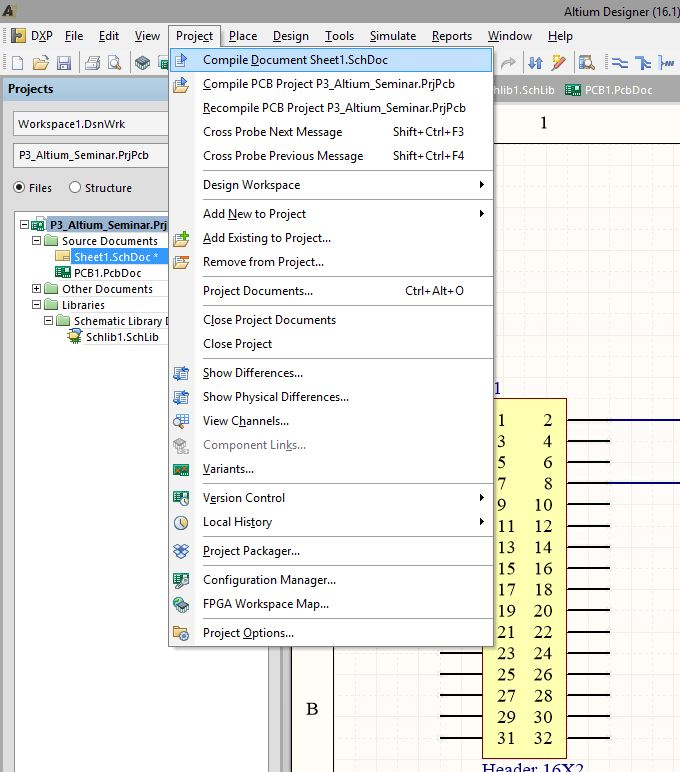 Altium Designer (16.1)
DXP File Edit View Project Place Design Tools Simulate Reports Window Help
Projects
Workspace1.DsnWrk
P3_Altium_Seminar.PrjPcb
Files Structure
P3_Altium_Seminar.Prj
Source Documents
Sheet1.SchDoc *
PCB1.PcbDoc
Other Documents
Libraries
Schematic Library D
Schlib1.SchLib
Compile Document Sheet1.SchDoc
Compile PCB Project P3_Altium_Seminar.PrjPcb
Recompile PCB Project P3_Altium_Seminar.PrjPcb
Cross Probe Next Message Shift+Ctrl+F3
Cross Probe Previous Message Shift+Ctrl+F4
Design Workspace
Add New to Project
Add Existing to Project...
Remove from Project...
Project Documents... Ctrl+Alt+O
Close Project Documents
Close Project
Show Differences...
Show Physical Differences...
View Channels...
Component Links...
Variants...
Version Control
Local History
Project Packager...
Configuration Manager...
FPGA Workspace Map...
Project Options...
hlib1.SchLib PCB1.PcbDoc
1
1
1 2
3 4
5 6
7 8
9 10
11 12
13 14
15 16
17 18
19 20
21 22
23 24
25 26
27 28
29 30
31 32
B
Header 16X2